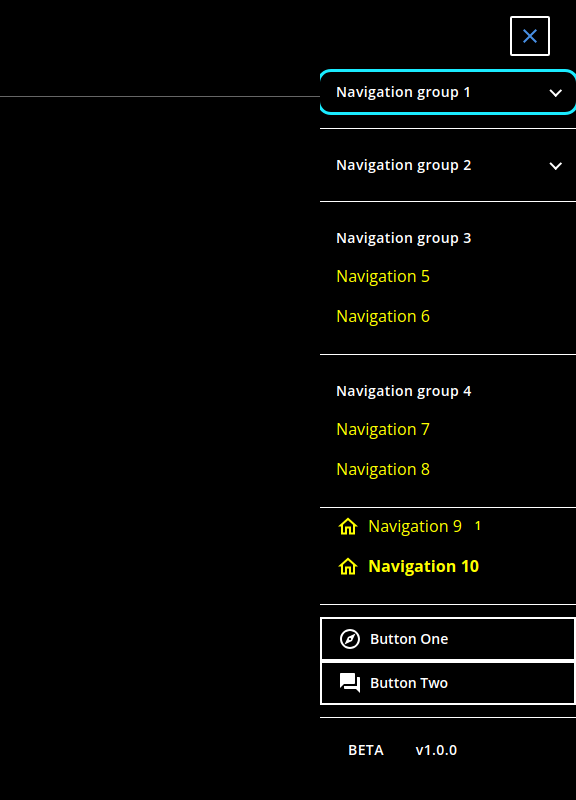 Navigation group 1
Navigation group 2
Navigation group 3
Navigation 5
Navigation 6
Navigation group 4
Navigation 7
Navigation 8
Navigation 9 1
Navigation 10
Button One
Button Two
BETA v1.0.0